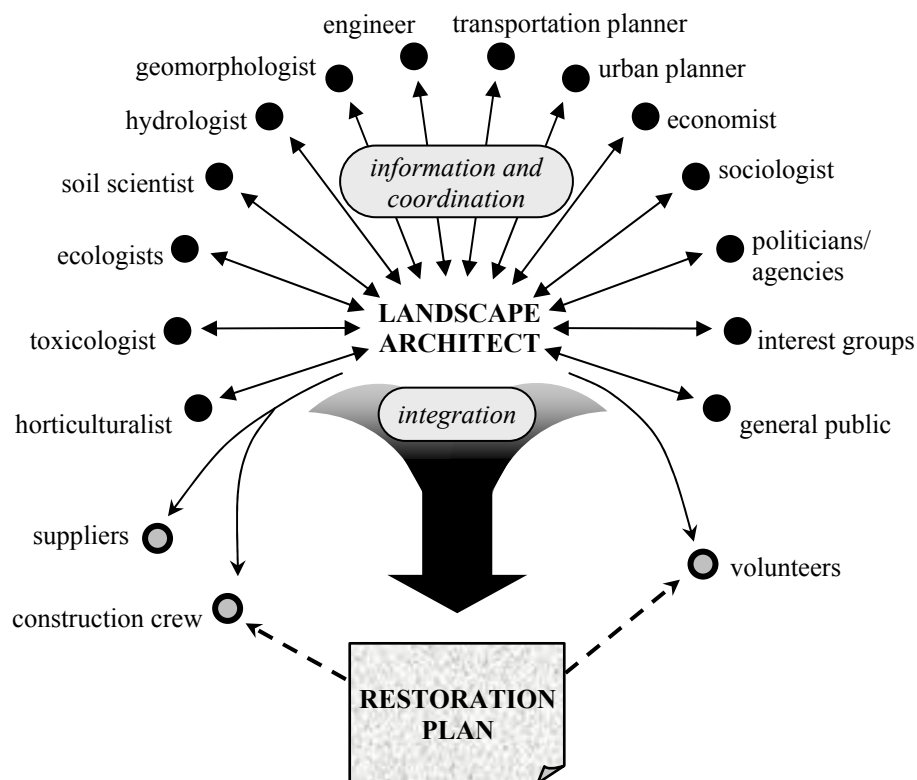 engineer
transportation planner
geomorphologist
urban planner
hydrologist
economist
information and
coordination
soil scientist
sociologist
ecologists
politicians/
agencies
LANDSCAPE
ARCHITECT
toxicologist
interest groups
horticulturalist
integration
general public
suppliers
volunteers
construction crew
RESTORATION
PLAN